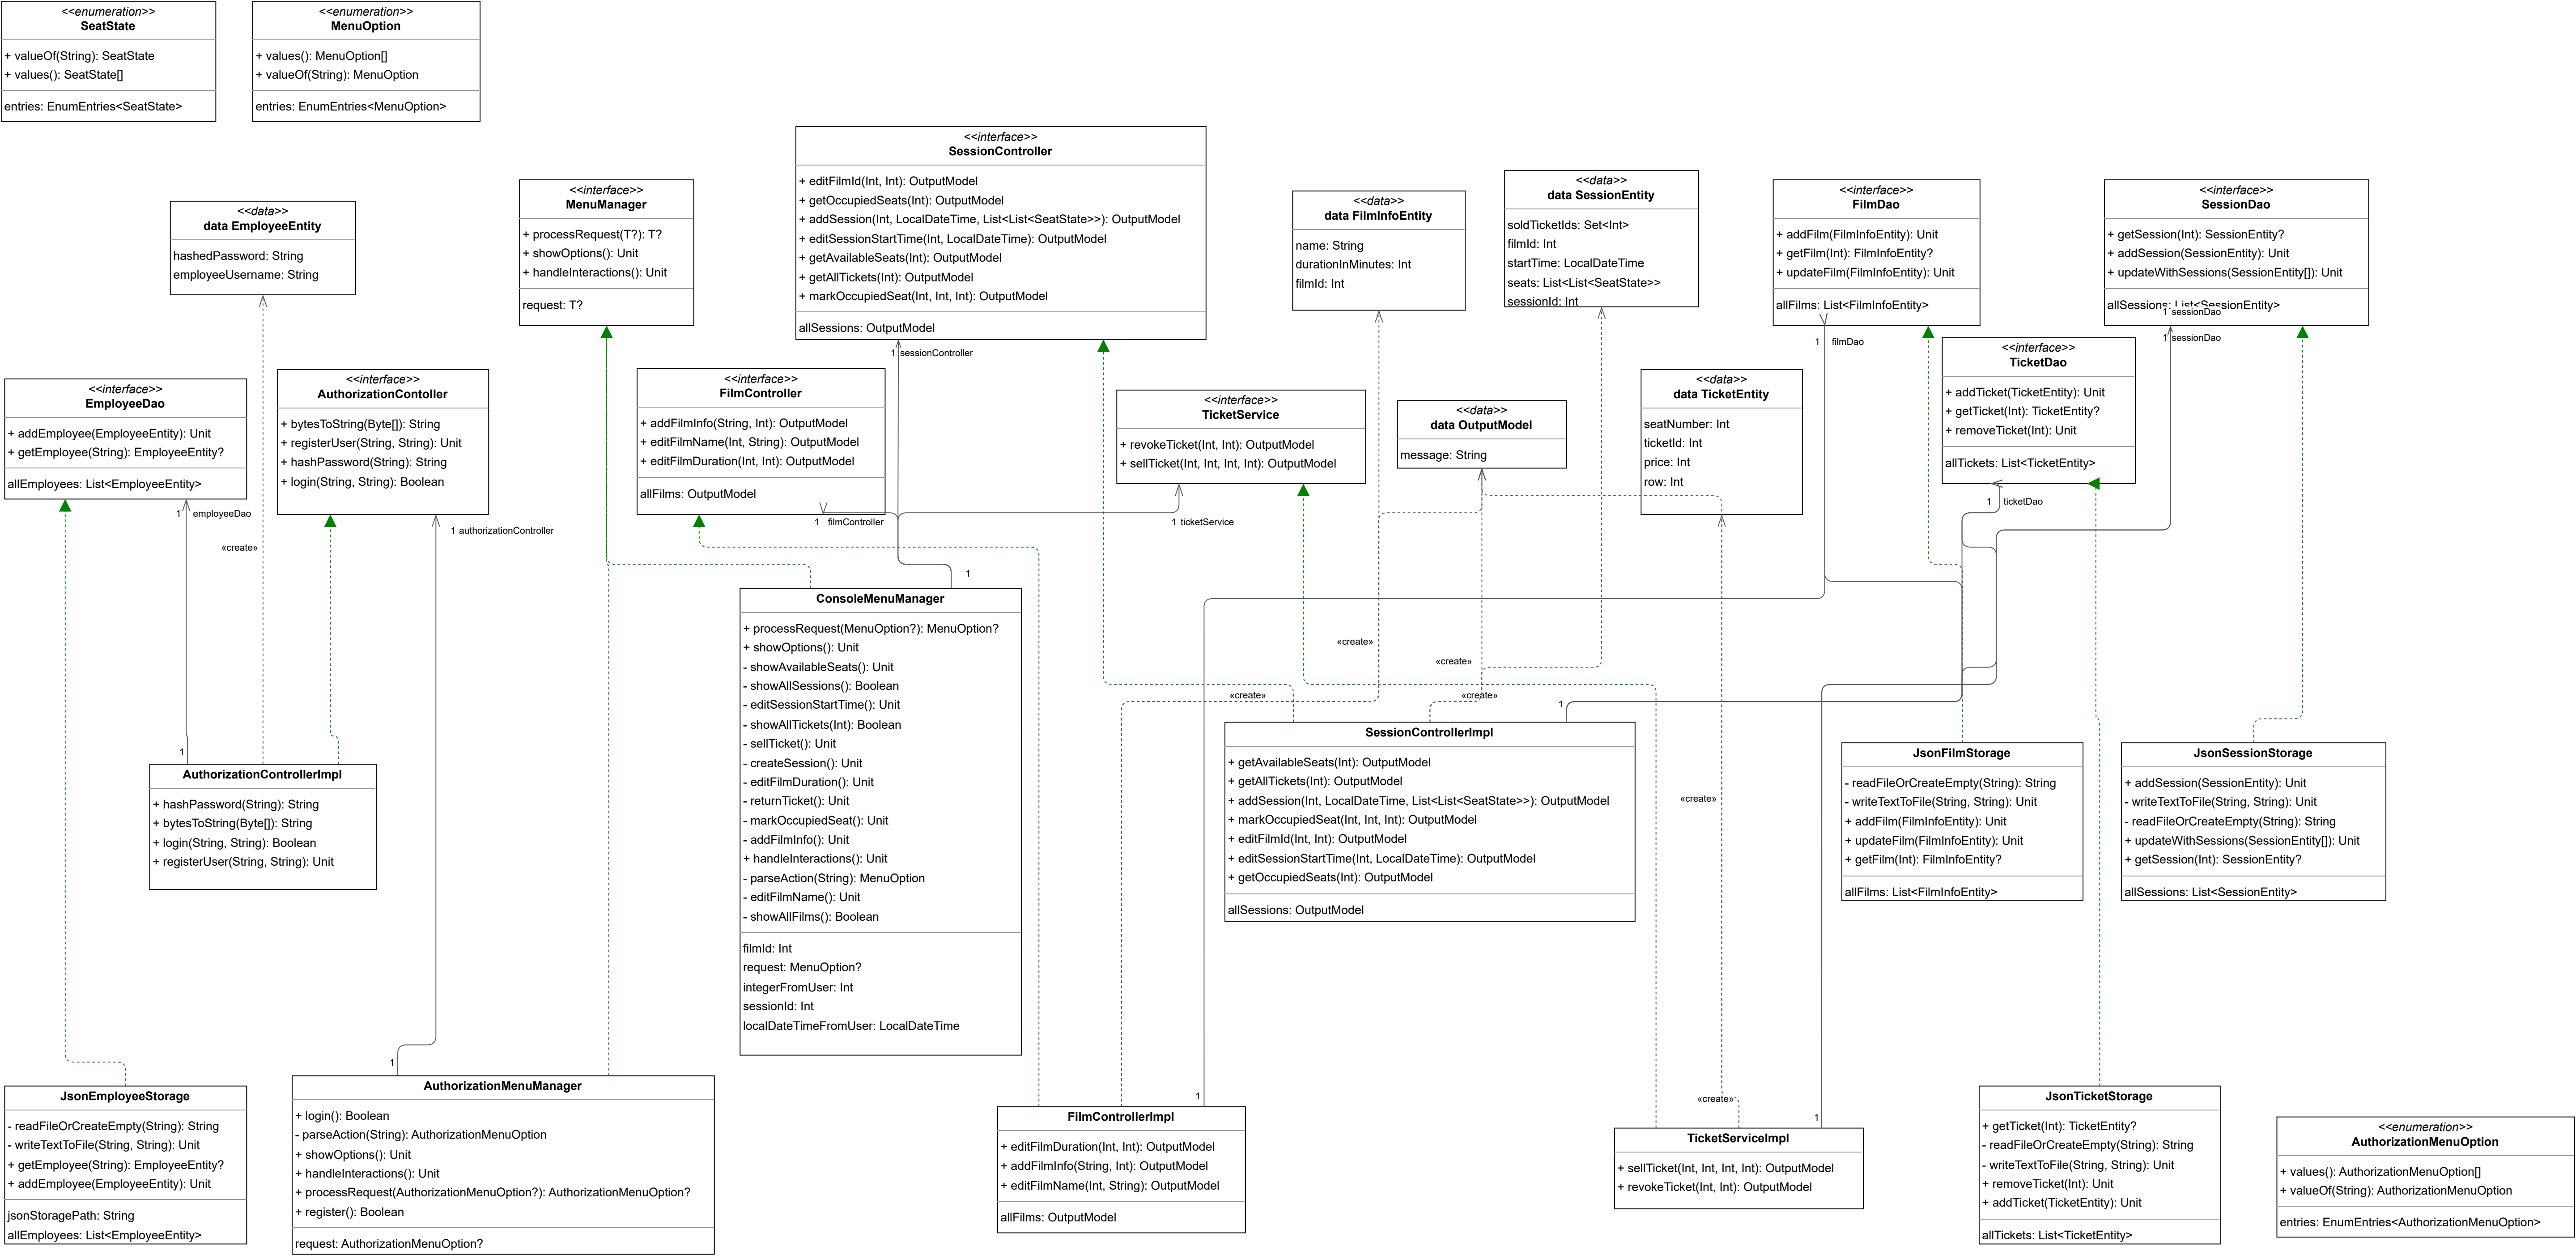 <<enumeration>>
SeatState
+ valueOf(String): SeatState
+ values(): SeatState[]
entries: EnumEntries<SeatState>
<<enumeration>>
MenuOption
+ values(): MenuOption[]
+ valueOf(String): MenuOption
entries: EnumEntries<MenuOption>
<<interface>>
SessionController
+ editFilmId(Int, Int): OutputModel
+ getOccupiedSeats(Int): OutputModel
+ addSession(Int, LocalDateTime, List<List<SeatState>>): OutputModel
+ editSessionStartTime(Int, LocalDateTime): OutputModel
+ getAvailableSeats(Int): OutputModel
+ getAllTickets(Int): OutputModel
+ markOccupiedSeat(Int, Int, Int): OutputModel
allSessions: OutputModel
<<data>>
data EmployeeEntity
hashedPassword: String
employeeUsername: String
<<interface>>
MenuManager
+ processRequest(T?): T?
+ showOptions(): Unit
+ handleInteractions(): Unit
request: T?
<<data>>
data FilmInfoEntity
name: String
durationInMinutes: Int
filmId: Int
<<data>>
data SessionEntity
soldTicketIds: Set<Int>
filmId: Int
startTime: LocalDateTime
seats: List<List<SeatState>>
sessionId: Int
<<interface>>
FilmDao
+ addFilm(FilmInfoEntity): Unit
+ getFilm(Int): FilmInfoEntity?
+ updateFilm(FilmInfoEntity): Unit
allFilms: List<FilmInfoEntity>
<<interface>>
SessionDao
+ getSession(Int): SessionEntity?
+ addSession(SessionEntity): Unit
+ updateWithSessions(SessionEntity[]): Unit
allSessions: List<SessionEntity>
1 sessionDao
1 sessionDao
1 filmDao
1 sessionController
<<interface>>
EmployeeDao
+ addEmployee(EmployeeEntity): Unit
+ getEmployee(String): EmployeeEntity?
allEmployees: List<EmployeeEntity>
1 employeeDao
<<interface>>
AuthorizationContoller
+ bytesToString(Byte[]): String
+ registerUser(String, String): Unit
+ hashPassword(String): String
+ login(String, String): Boolean
1 authorizationController
«create»
<<interface>>
FilmController
+ addFilmInfo(String, Int): OutputModel
+ editFilmName(Int, String): OutputModel
+ editFilmDuration(Int, Int): OutputModel
allFilms: OutputModel
1 filmController
<<interface>>
TicketService
+ revokeTicket(Int, Int): OutputModel
+ sellTicket(Int, Int, Int, Int): OutputModel
1 ticketService
<<data>>
data OutputModel
message: String
<<data>>
data TicketEntity
seatNumber: Int
ticketId: Int
price: Int
row: Int
<<interface>>
TicketDao
+ addTicket(TicketEntity): Unit
+ getTicket(Int): TicketEntity?
+ removeTicket(Int): Unit
allTickets: List<TicketEntity>
1 ticketDao
1
ConsoleMenuManager
+ processRequest(MenuOption?): MenuOption?
+ showOptions(): Unit
- showAvailableSeats(): Unit
- showAllSessions(): Boolean
- editSessionStartTime(): Unit
- showAllTickets(Int): Boolean
- sellTicket(): Unit
- createSession(): Unit
- editFilmDuration(): Unit
- returnTicket(): Unit
- markOccupiedSeat(): Unit
- addFilmInfo(): Unit
+ handleInteractions(): Unit
- parseAction(String): MenuOption
- editFilmName(): Unit
- showAllFilms(): Boolean
filmId: Int
request: MenuOption?
integerFromUser: Int
sessionId: Int
localDateTimeFromUser: LocalDateTime
«create»
«create»
«create»
«create»
1
«create»
1
AuthorizationControllerImpl
+ hashPassword(String): String
+ bytesToString(Byte[]): String
+ login(String, String): Boolean
+ registerUser(String, String): Unit
SessionControllerImpl
+ getAvailableSeats(Int): OutputModel
+ getAllTickets(Int): OutputModel
+ addSession(Int, LocalDateTime, List<List<SeatState>>): OutputModel
+ markOccupiedSeat(Int, Int, Int): OutputModel
+ editFilmId(Int, Int): OutputModel
+ editSessionStartTime(Int, LocalDateTime): OutputModel
+ getOccupiedSeats(Int): OutputModel
allSessions: OutputModel
JsonFilmStorage
- readFileOrCreateEmpty(String): String
- writeTextToFile(String, String): Unit
+ addFilm(FilmInfoEntity): Unit
+ updateFilm(FilmInfoEntity): Unit
+ getFilm(Int): FilmInfoEntity?
allFilms: List<FilmInfoEntity>
JsonSessionStorage
+ addSession(SessionEntity): Unit
- writeTextToFile(String, String): Unit
- readFileOrCreateEmpty(String): String
+ updateWithSessions(SessionEntity[]): Unit
+ getSession(Int): SessionEntity?
allSessions: List<SessionEntity>
JsonEmployeeStorage
- readFileOrCreateEmpty(String): String
- writeTextToFile(String, String): Unit
+ getEmployee(String): EmployeeEntity?
+ addEmployee(EmployeeEntity): Unit
jsonStoragePath: String
allEmployees: List<EmployeeEntity>
1
AuthorizationMenuManager
+ login(): Boolean
- parseAction(String): AuthorizationMenuOption
+ showOptions(): Unit
+ handleInteractions(): Unit
+ processRequest(AuthorizationMenuOption?): AuthorizationMenuOption?
+ register(): Boolean
request: AuthorizationMenuOption?
1
FilmControllerImpl
+ editFilmDuration(Int, Int): OutputModel
+ addFilmInfo(String, Int): OutputModel
+ editFilmName(Int, String): OutputModel
allFilms: OutputModel
«create»
1
TicketServiceImpl
+ sellTicket(Int, Int, Int, Int): OutputModel
+ revokeTicket(Int, Int): OutputModel
JsonTicketStorage
+ getTicket(Int): TicketEntity?
- readFileOrCreateEmpty(String): String
- writeTextToFile(String, String): Unit
+ removeTicket(Int): Unit
+ addTicket(TicketEntity): Unit
allTickets: List<TicketEntity>
<<enumeration>>
AuthorizationMenuOption
+ values(): AuthorizationMenuOption[]
+ valueOf(String): AuthorizationMenuOption
entries: EnumEntries<AuthorizationMenuOption>